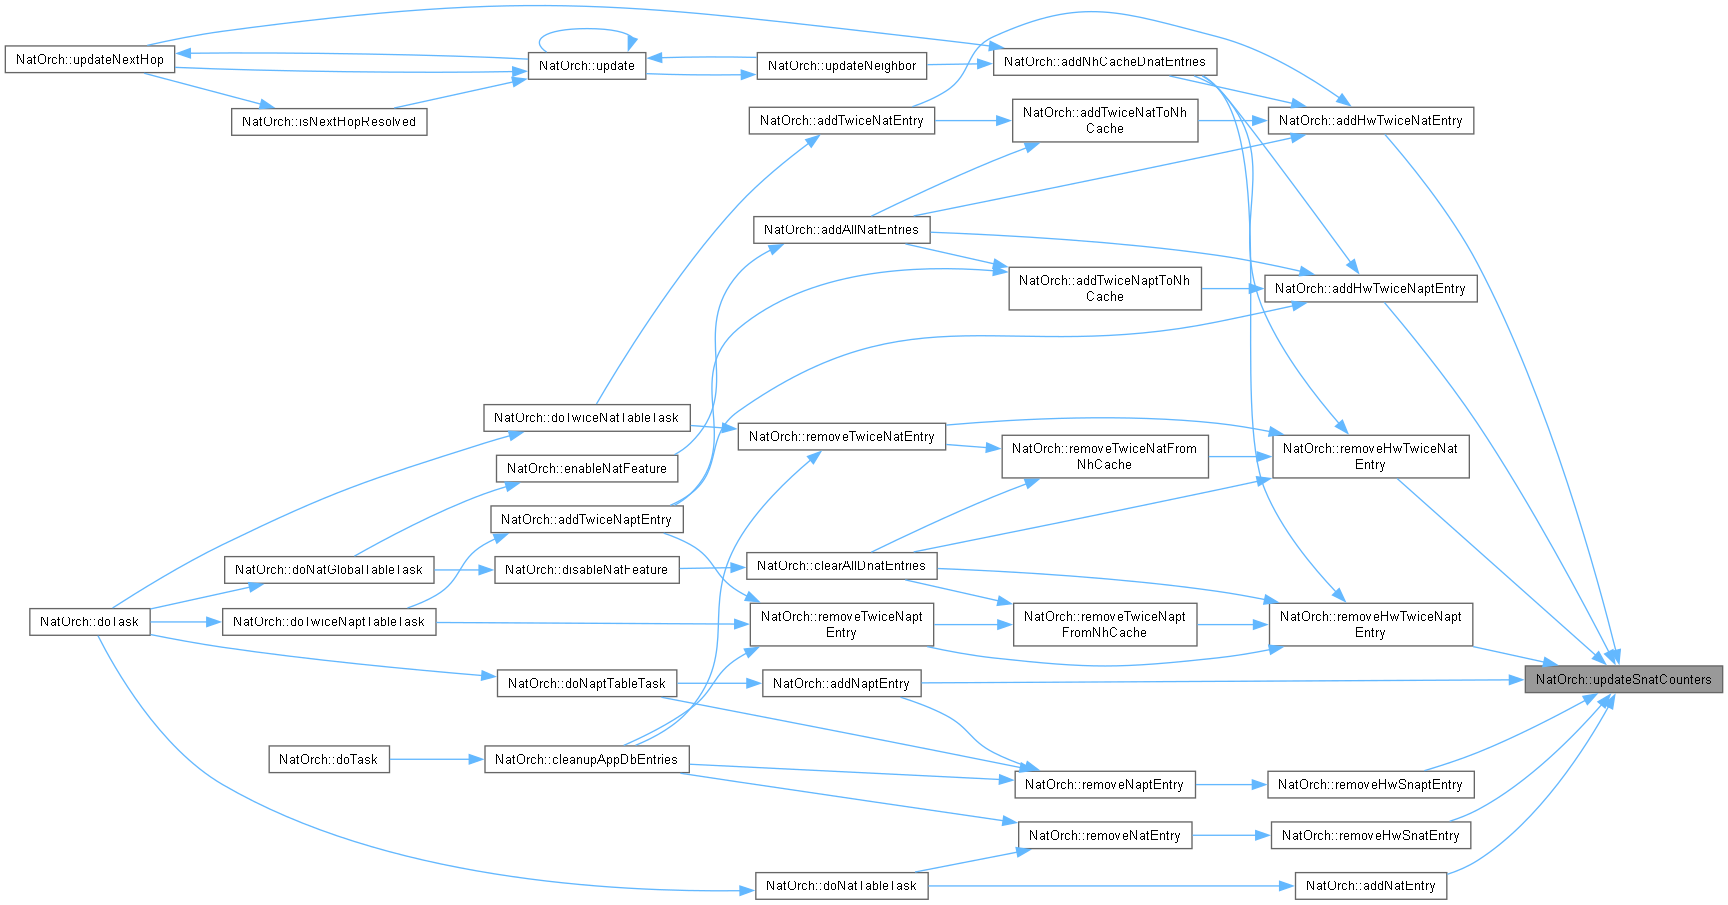 NatOrch::updateNextHop
NatOrch::update
NatOrch::updateNeighbor
NatOrch::addNhCacheDnatEntries
NatOrch::isNextHopResolved
NatOrch::addTwiceNatEntry
NatOrch::addTwiceNatToNh
Cache
NatOrch::addHwTwiceNatEntry
NatOrch::addAllNatEntries
NatOrch::addTwiceNaptToNh
Cache
NatOrch::addHwTwiceNaptEntry
NatOrch::doTwiceNatTableTask
NatOrch::removeTwiceNatEntry
NatOrch::removeTwiceNatFrom
NhCache
NatOrch::removeHwTwiceNat
Entry
NatOrch::enableNatFeature
NatOrch::addTwiceNaptEntry
NatOrch::doNatGlobalTableTask
NatOrch::disableNatFeature
NatOrch::clearAllDnatEntries
NatOrch::doTask
NatOrch::doTwiceNaptTableTask
NatOrch::removeTwiceNapt
Entry
NatOrch::removeTwiceNapt
FromNhCache
NatOrch::removeHwTwiceNapt
Entry
NatOrch::doNaptTableTask
NatOrch::addNaptEntry
NatOrch::updateSnatCounters
NatOrch::doTask
NatOrch::cleanupAppDbEntries
NatOrch::removeNaptEntry
NatOrch::removeHwSnaptEntry
NatOrch::removeNatEntry
NatOrch::removeHwSnatEntry
NatOrch::doNatTableTask
NatOrch::addNatEntry